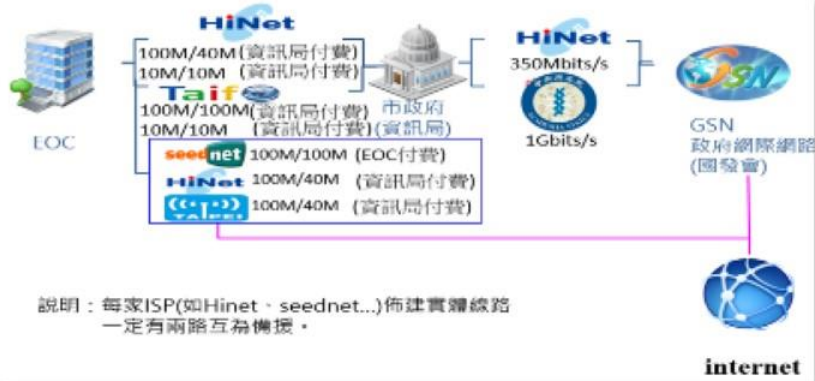 HiNet
100M/40M(資訊局付費)
10M/10M (資訊局付費)
Taifo
100M/100M(資訊局付費)
10M/10M (資訊局付費)
EOC
市政府
(資訊局)
HiNet
350Mbits/s
1Gbits/s
GSN
GSN
政府網際網路
(國發會)
seednet 100M/100M (EOC付費)
HiNet 100M/40M (資訊局付費)
TAIPEI 100M/40M (資訊局付費)
說明：每家ISP(如Hinet、seednet...)佈建實體線路
一定有兩路互為備援。
internet